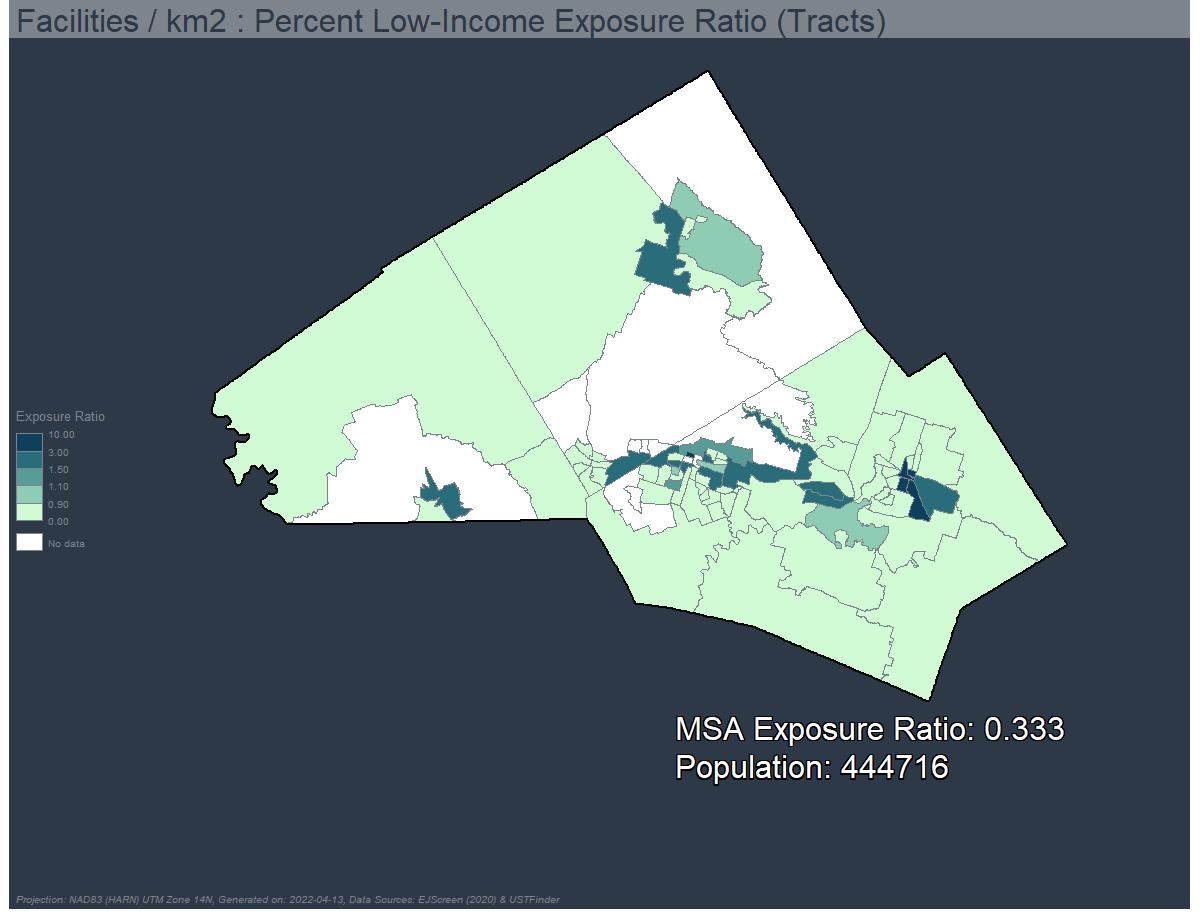 Facilities / km2 : Percent Low-Income Exposure Ratio (Tracts)
Exposure Ratio
10.00
3.00
1.50
1.10
0.90
0.00
No data
MSA Exposure Ratio: 0.333
Population: 444716
Projection: NAD83 (HARN) UTM Zone 14N, Generated on: 2022-04-13, Data Sources: EJScreen (2020) & USTFinder